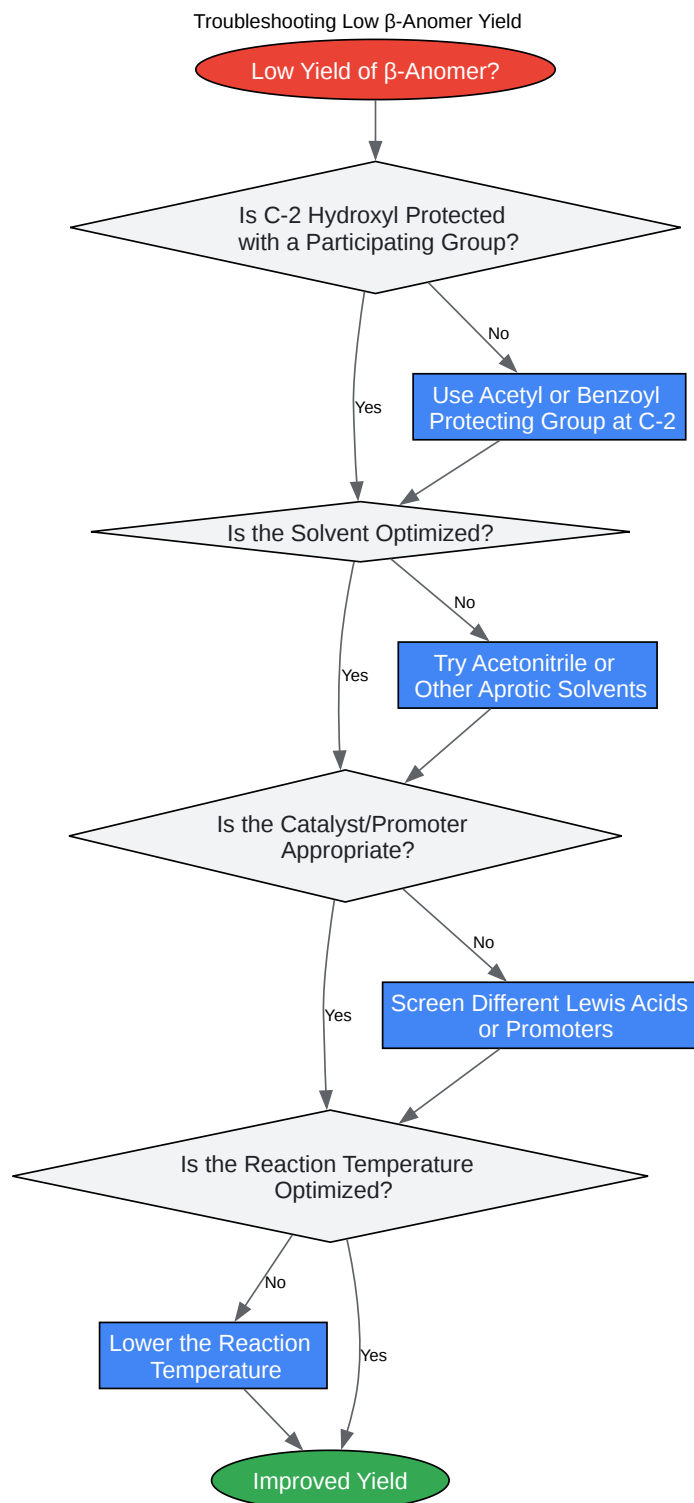 Troubleshooting Low β-Anomer Yield
Low Yield of β-Anomer?
Is C-2 Hydroxyl Protected
with a Participating Group?
No
Yes
Use Acetyl or Benzoyl
Protecting Group at C-2
Is the Solvent Optimized?
No
Yes
Try Acetonitrile or
Other Aprotic Solvents
Is the Catalyst/Promoter
Appropriate?
No
Yes
Screen Different Lewis Acids
or Promoters
Is the Reaction Temperature
Optimized?
No
Yes
Lower the Reaction
Temperature
Improved Yield